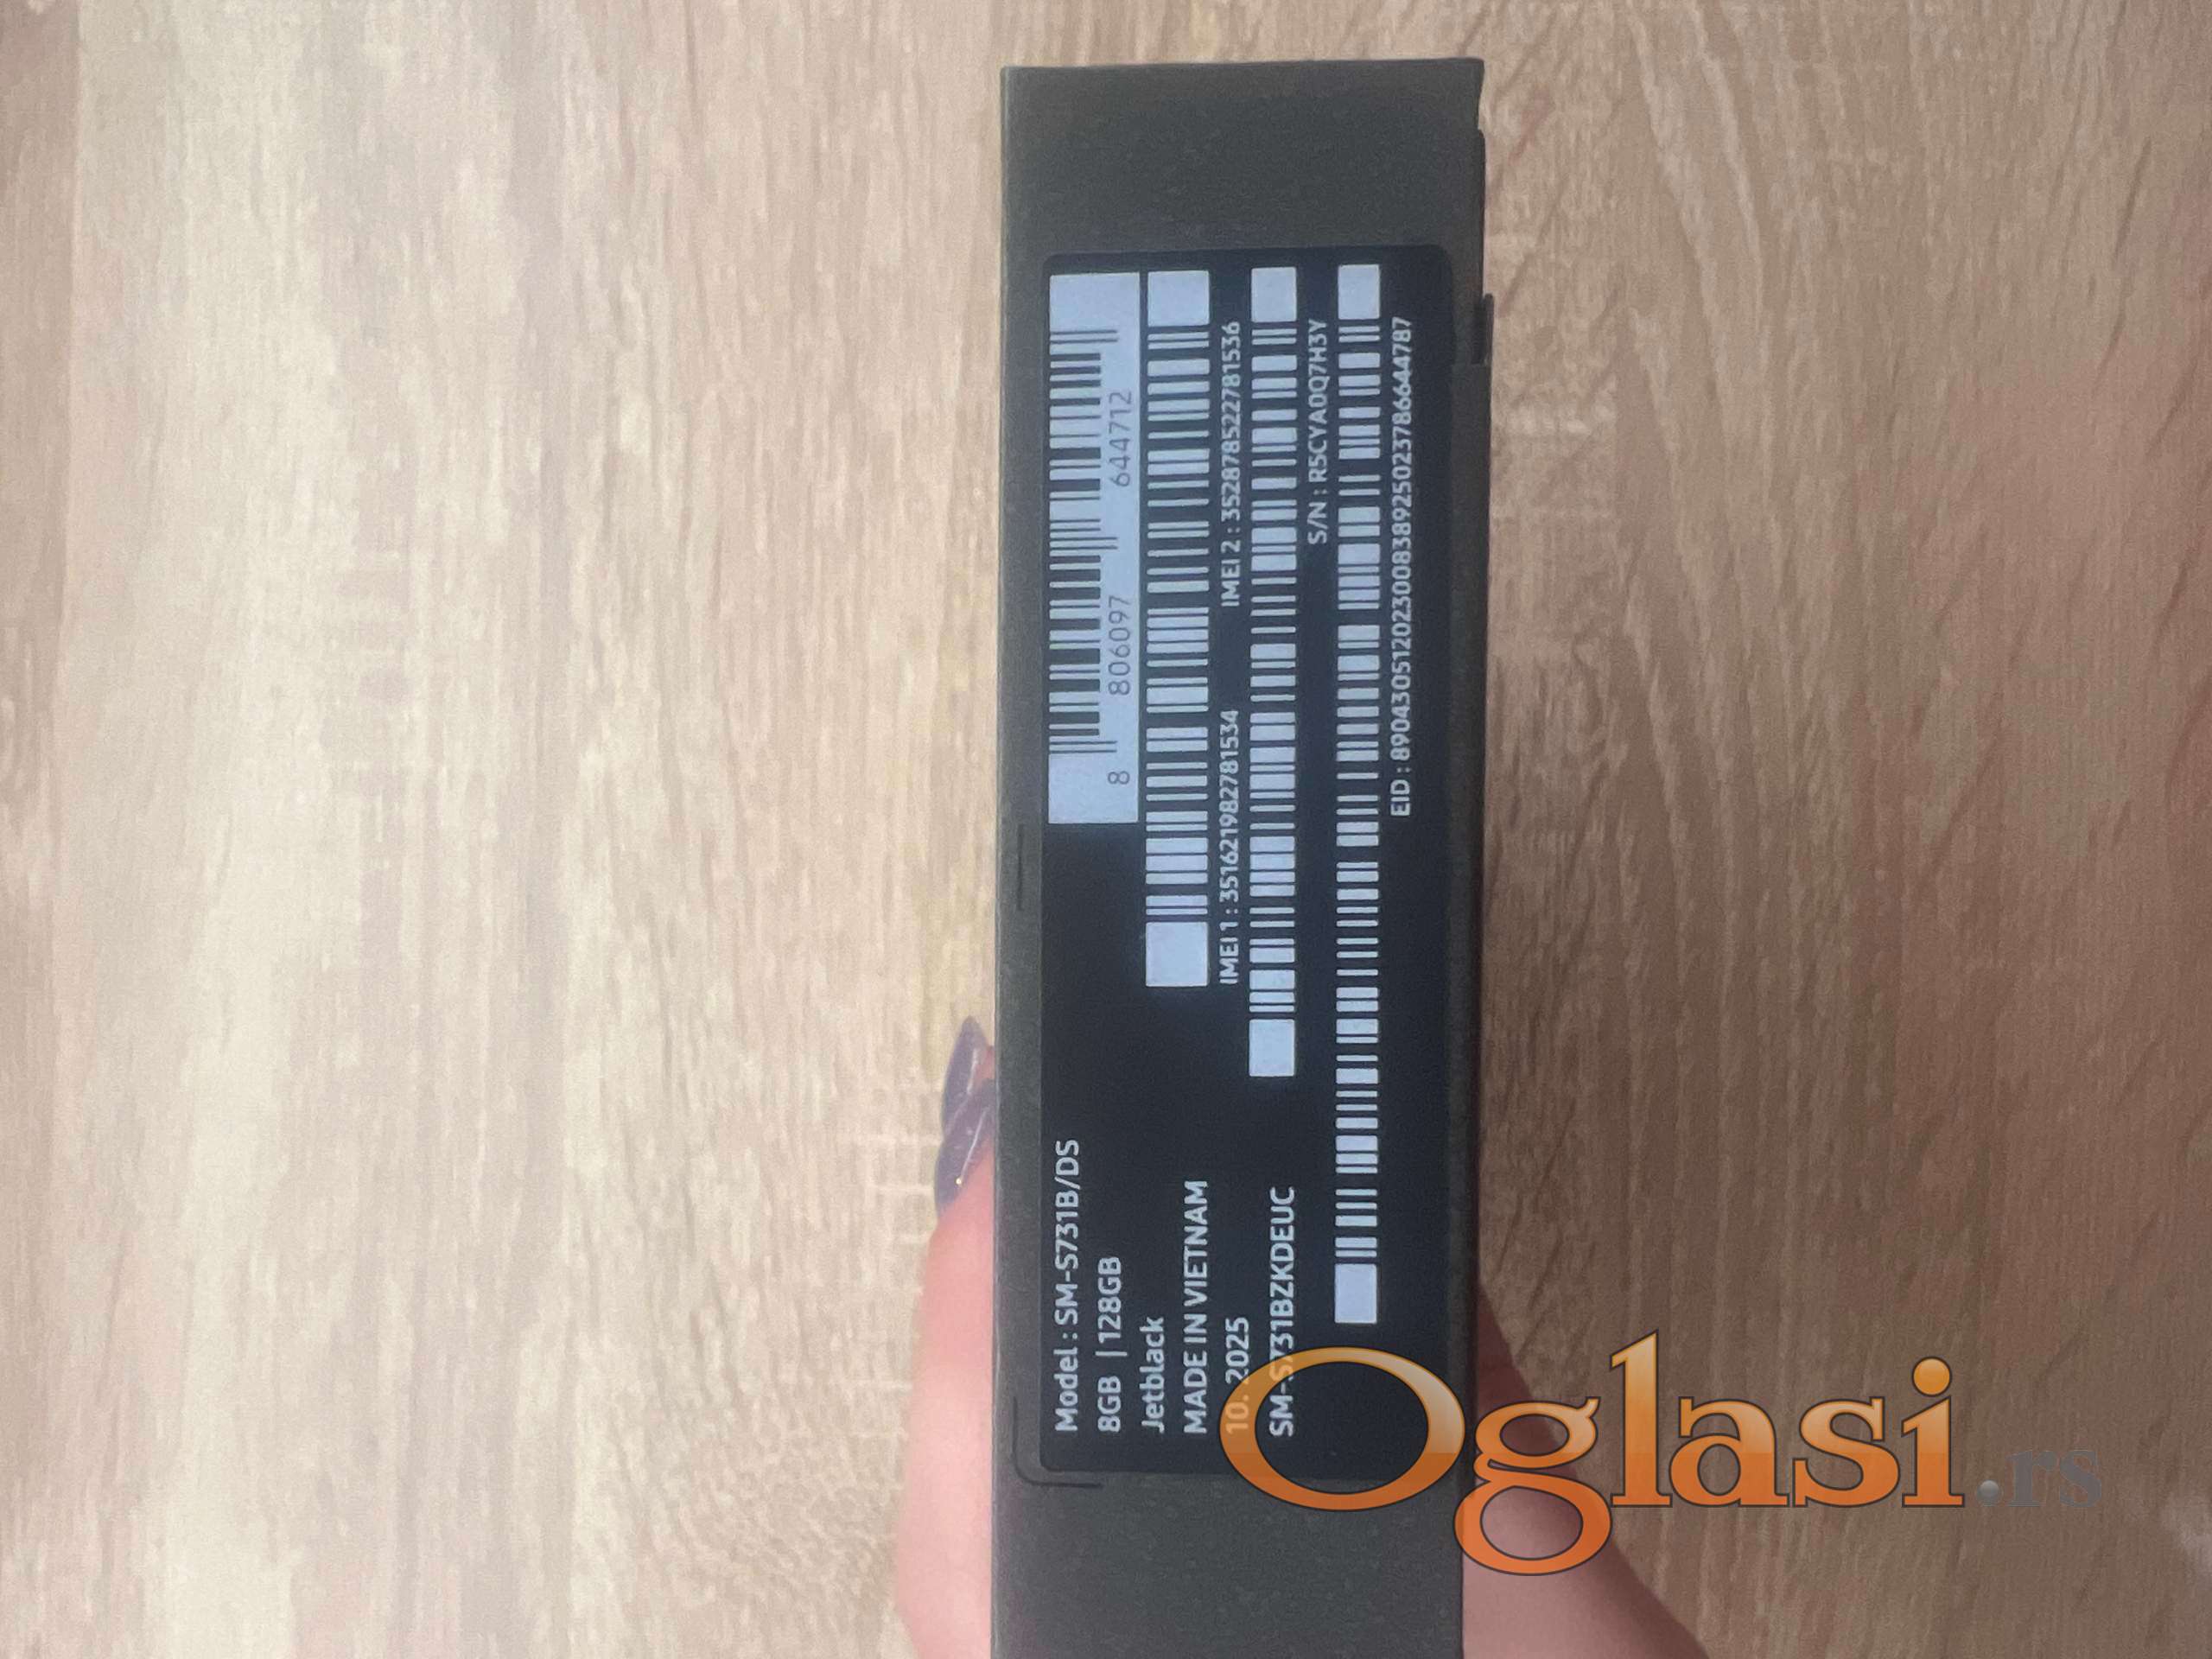 Model : SM-S731B/DS
8GB | 128GB
Jetblack
MADE IN VIETNAM
10. 2025
SM-S731BZKDEUC
8 806097 644712
IMEI 1 : 351621982781534 IMEI 2 : 352878522781536
S/N : R5CYA0Q7H3Y
EID : 89043051202300838925023786644787
Oglasi.rs